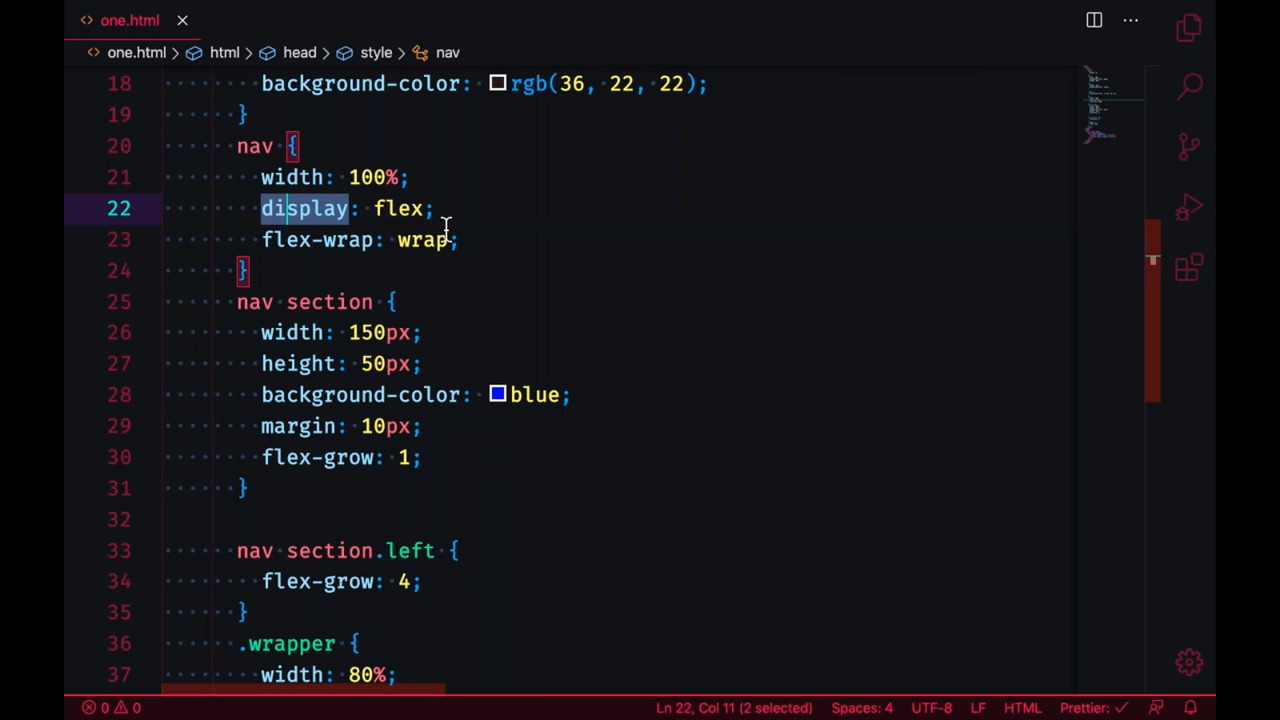 one.html
one.html > html > head > style > nav
18 background-color: rgb(36, 22, 22);
19 }
20 nav {
21 width: 100%;
22 display: flex;
23 flex-wrap: wrap;
24 }
25 nav section {
26 width: 150px;
27 height: 50px;
28 background-color: blue;
29 margin: 10px;
30 flex-grow: 1;
31 }
32
33 nav section.left {
34 flex-grow: 4;
35 }
36 .wrapper {
37 width: 80%;
0 0 Ln 22, Col 11 (2 selected) Spaces: 4 UTF-8 LF HTML Prettier: ✓